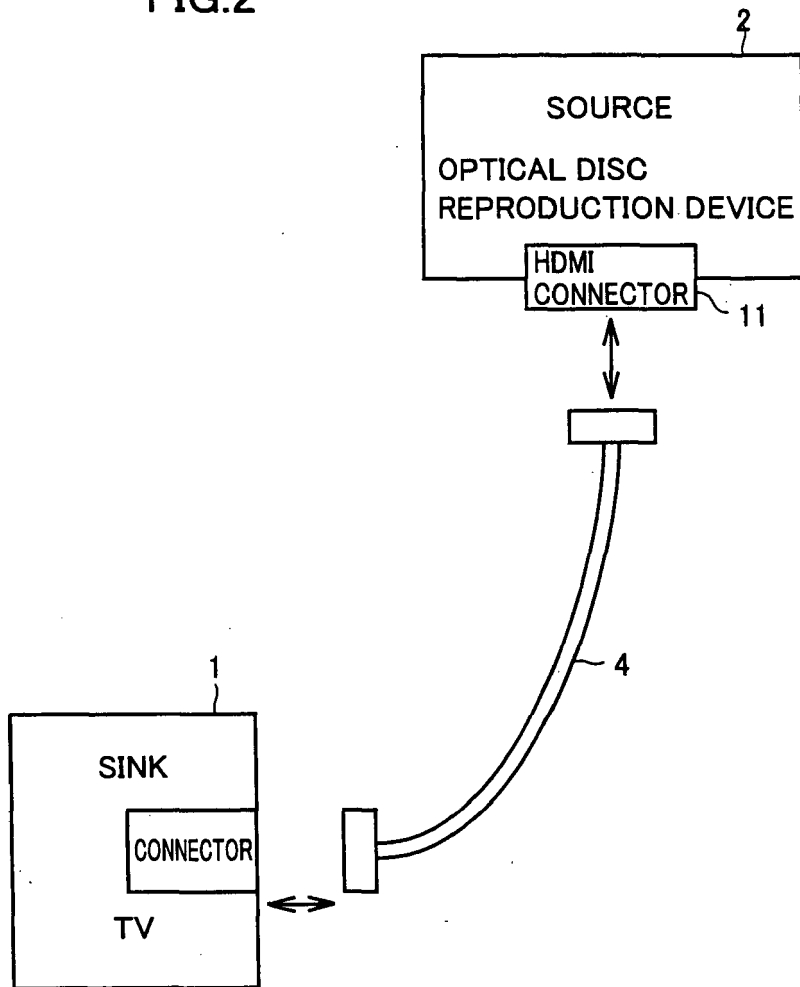 FIG.2
2
SOURCE
OPTICAL DISC
REPRODUCTION DEVICE
HDMI
CONNECTOR
11
4
1
SINK
CONNECTOR
TV